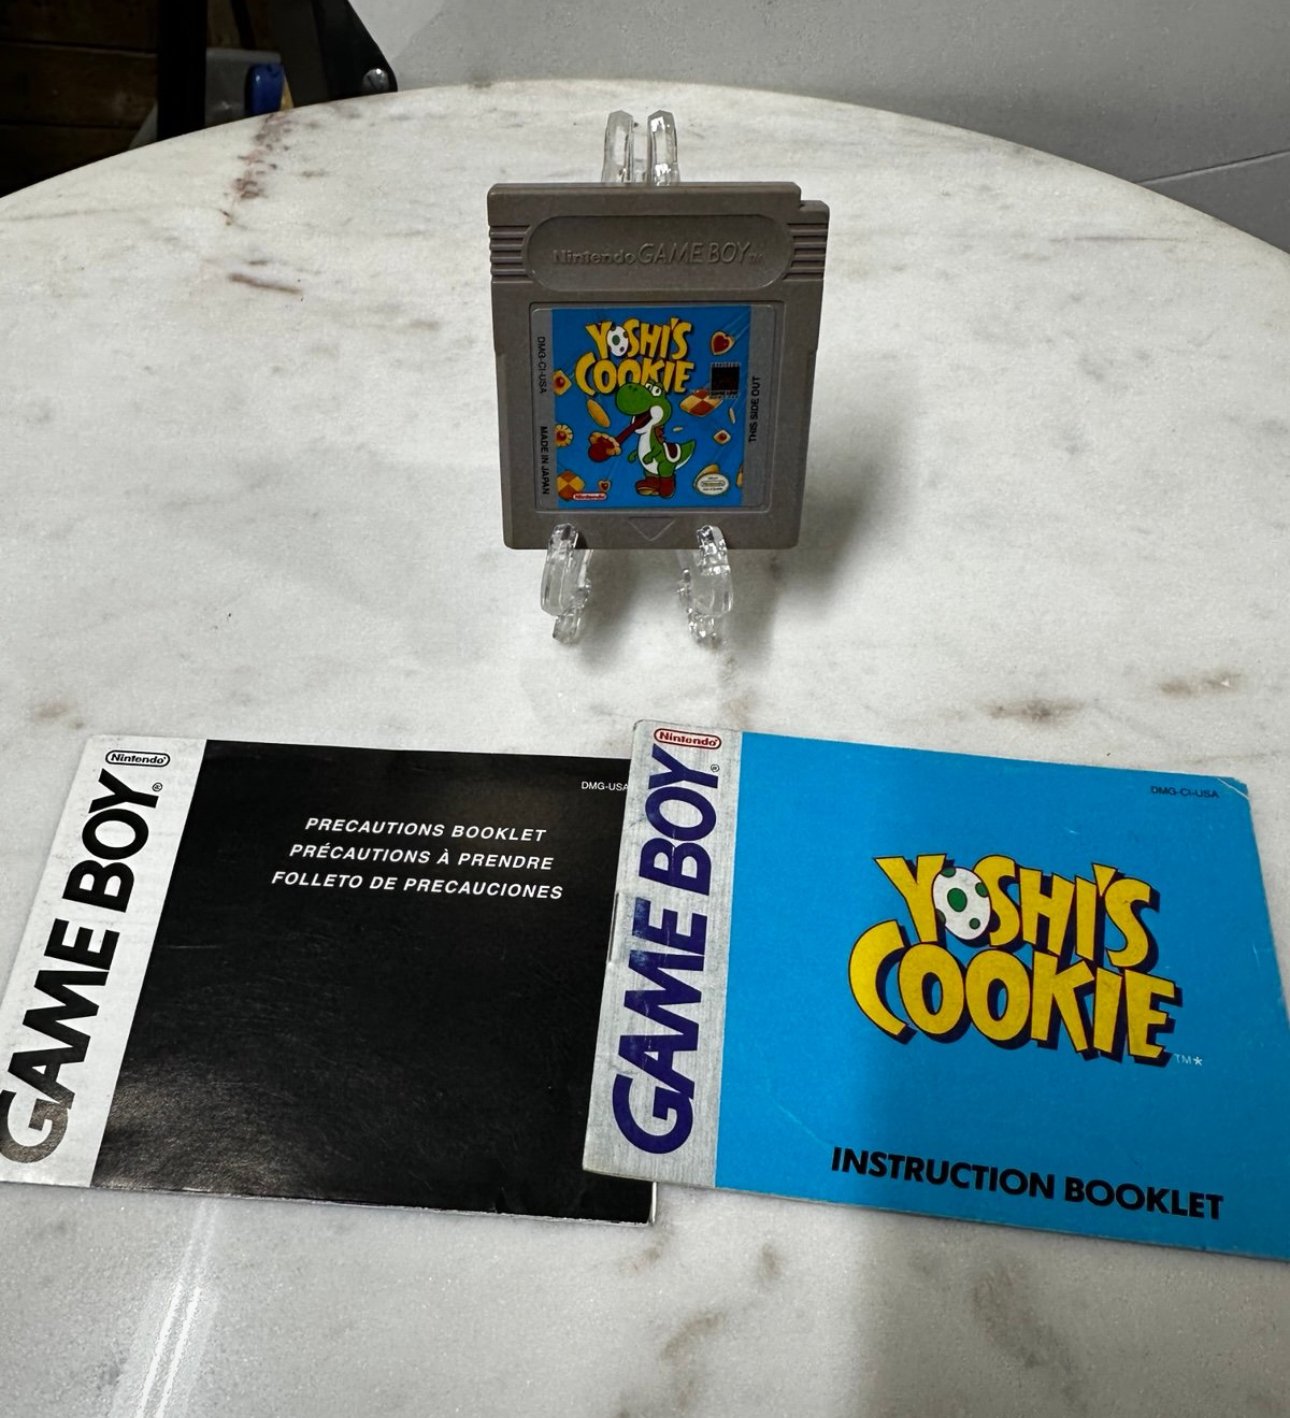 Nintendo GAME BOY TM
YOSHI'S
COOKIE
DMG-CI-USA
MADE IN JAPAN
THIS SIDE OUT
Nintendo
Nintendo
GAME BOY®
DMG-USA
PRECAUTIONS BOOKLET
PRÉCAUTIONS À PRENDRE
FOLLETO DE PRECAUCIONES
Nintendo
GAME BOY®
DMG-CI-USA
YOSHI'S
COOKIE
TM*
INSTRUCTION BOOKLET